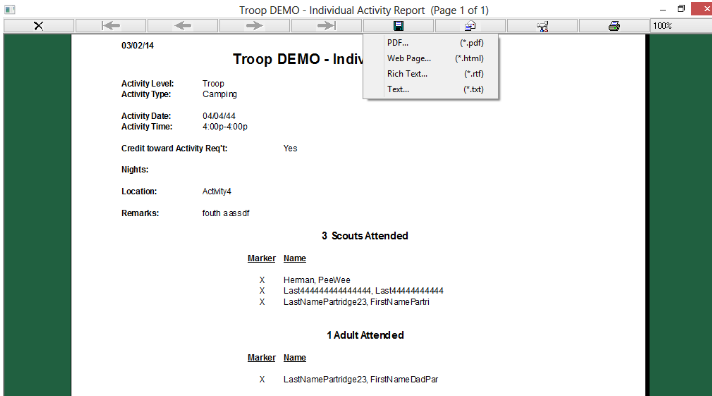 Troop DEMO - Individual Activity Report (Page 1 of 1)
100%
PDF... (*.pdf)
Web Page... (*.html)
Rich Text... (*.rtf)
Text... (*.txt)
03/02/14
Troop DEMO - Indiv
Activity Level: Troop
Activity Type: Camping
Activity Date: 04/04/44
Activity Time: 4:00p-4:00p
Credit toward Activity Req't: Yes
Nights:
Location: Activity4
Remarks: fouth aassdf
3 Scouts Attended
Marker Name
X Herman, PeeWee
X Last444444444444444, Last44444444444
X LastNamePartridge23, FirstNamePartri
1 Adult Attended
Marker Name
X LastNamePartridge23, FirstNameDadPar